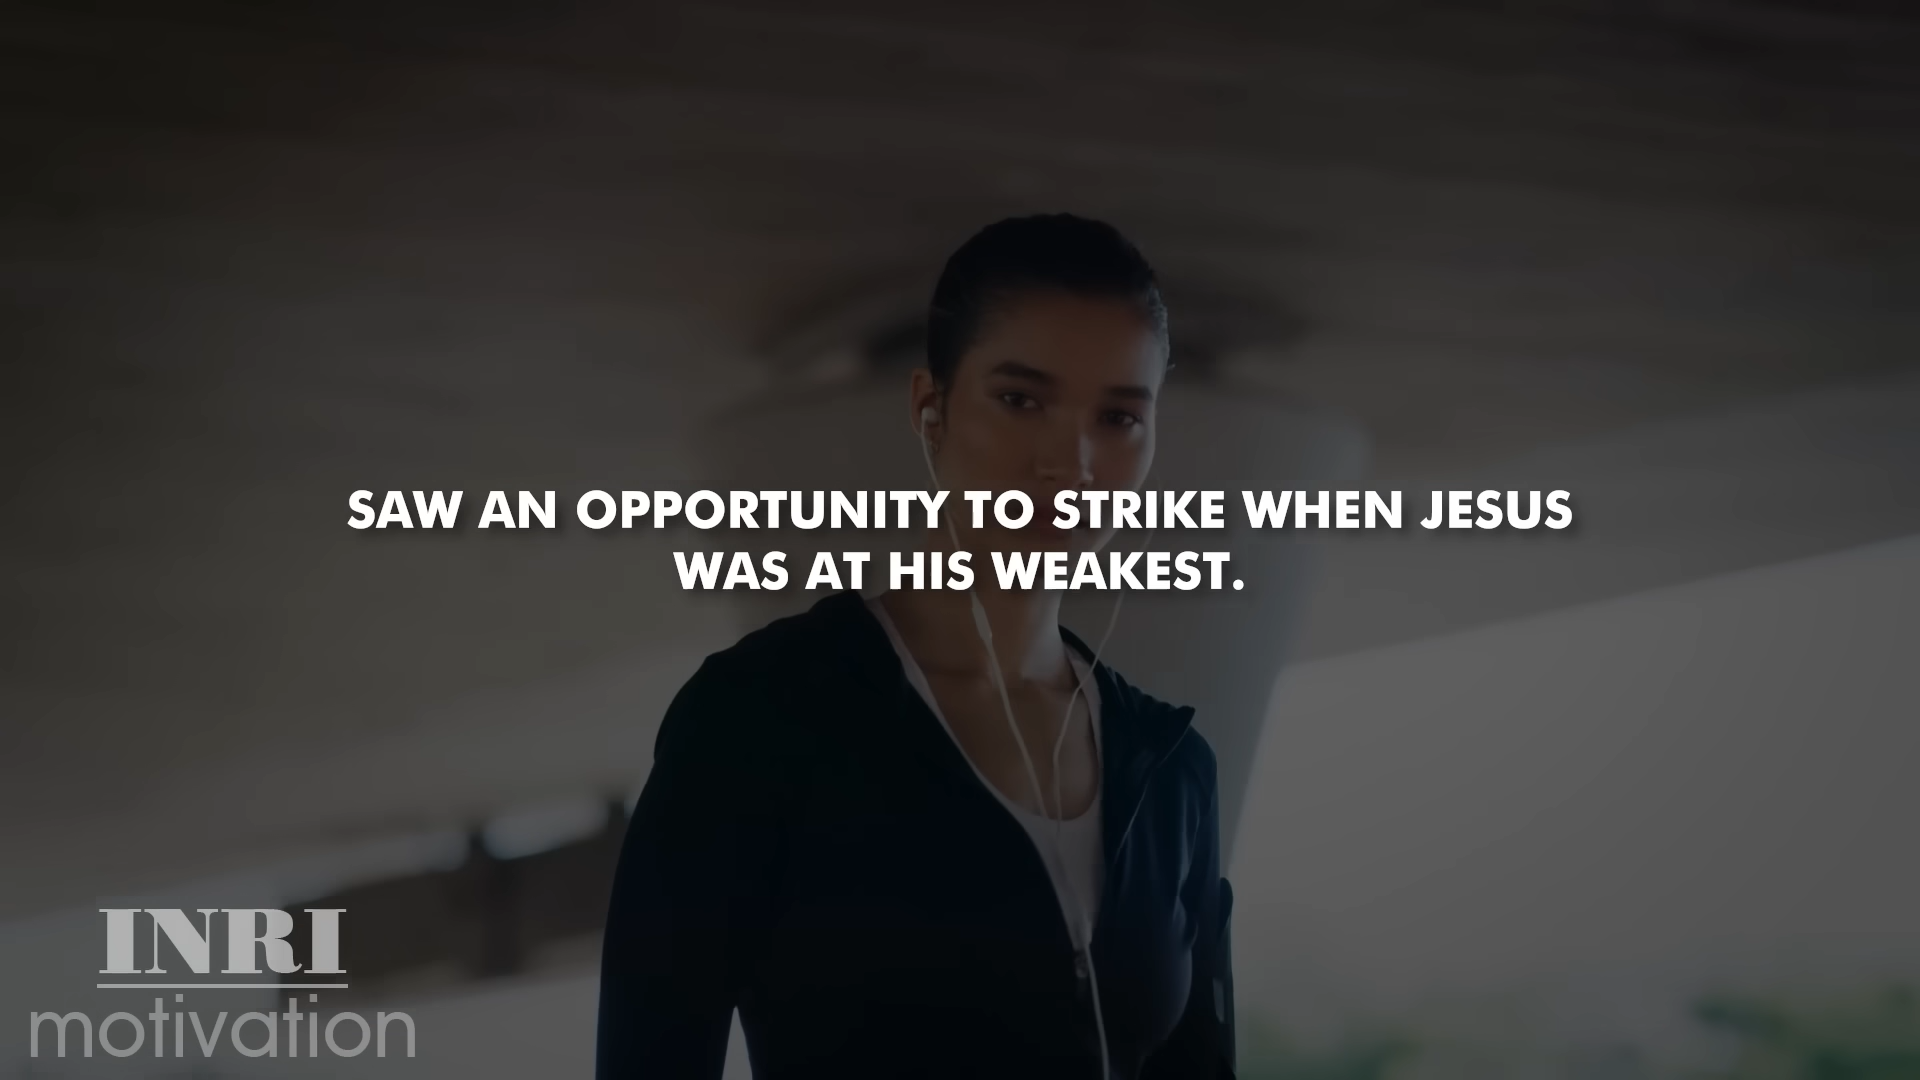 SAW AN OPPORTUNITY TO STRIKE WHEN JESUS
WAS AT HIS WEAKEST.
INRI
motivation